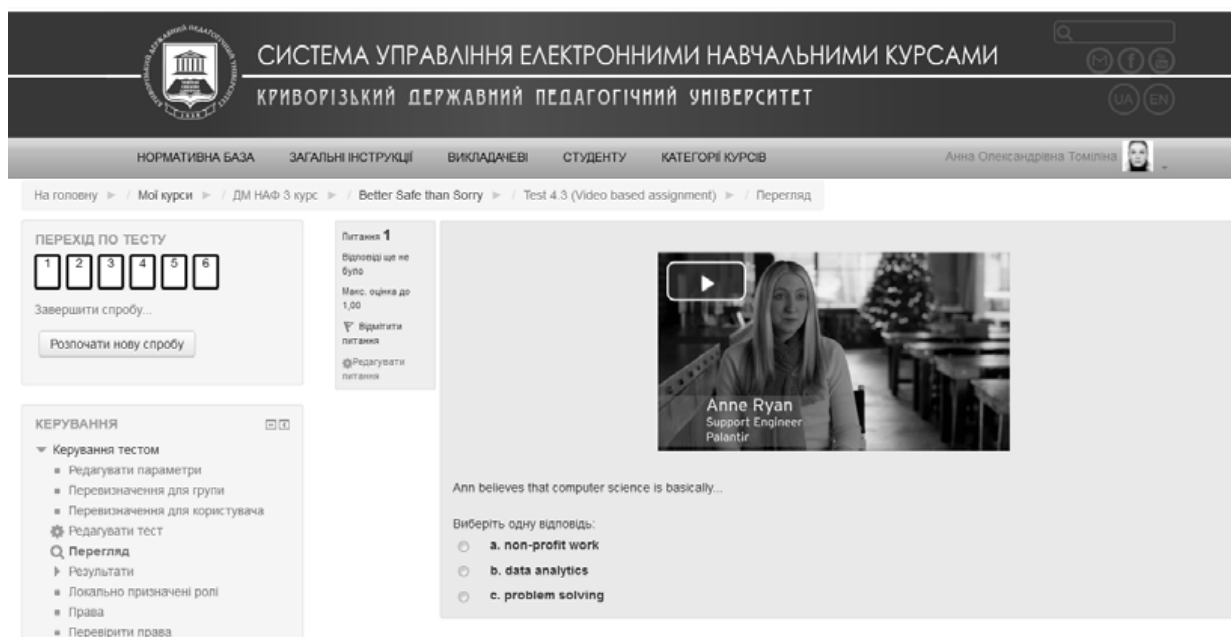 СИСТЕМА УПРАВЛІННЯ ЕЛЕКТРОННИМИ НАВЧАЛЬНИМИ КУРСАМИ
КРИВОРІЗЬКИЙ ДЕРЖАВНИЙ ПЕДАГОГІЧНИЙ УНІВЕРСИТЕТ
UA EN
НОРМАТИВНА БАЗА ЗАГАЛЬНІ ІНСТРУКЦІЇ ВИКЛАДАЧЕВІ СТУДЕНТУ КАТЕГОРІЇ КУРСІВ Анна Олександрівна Томіліна
На головну / Мої курси / ДМ НАФ 3 курс / Better Safe than Sorry / Test 4.3 (Video based assignment) / Перегляд
ПЕРЕХІД ПО ТЕСТУ
1 2 3 4 5 6
Завершити спробу...
Розпочати нову спробу
Питання 1
Відповіді ще не
було
Макс. оцінка до
1,00
Відмітити
питання
Редагувати
питання
Anne Ryan
Support Engineer
Palantir
Ann believes that computer science is basically...
Виберіть одну відповідь:
a. non-profit work
b. data analytics
c. problem solving
КЕРУВАННЯ
Керування тестом
Редагувати параметри
Перевизначення для групи
Перевизначення для користувача
Редагувати тест
Перегляд
Результати
Локально призначені ролі
Права
Перевірити права